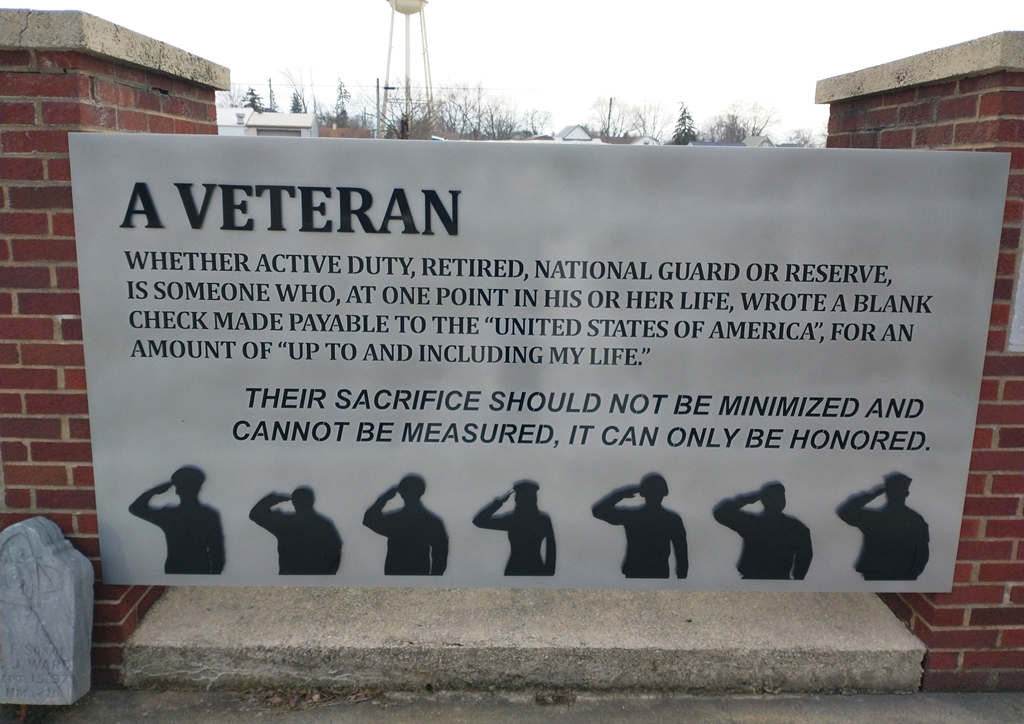 A VETERAN
WHETHER ACTIVE DUTY, RETIRED, NATIONAL GUARD OR RESERVE,
IS SOMEONE WHO, AT ONE POINT IN HIS OR HER LIFE, WROTE A BLANK
CHECK MADE PAYABLE TO THE “UNITED STATES OF AMERICA”, FOR AN
AMOUNT OF “UP TO AND INCLUDING MY LIFE.”
THEIR SACRIFICE SHOULD NOT BE MINIMIZED AND
CANNOT BE MEASURED, IT CAN ONLY BE HONORED.
J WARD